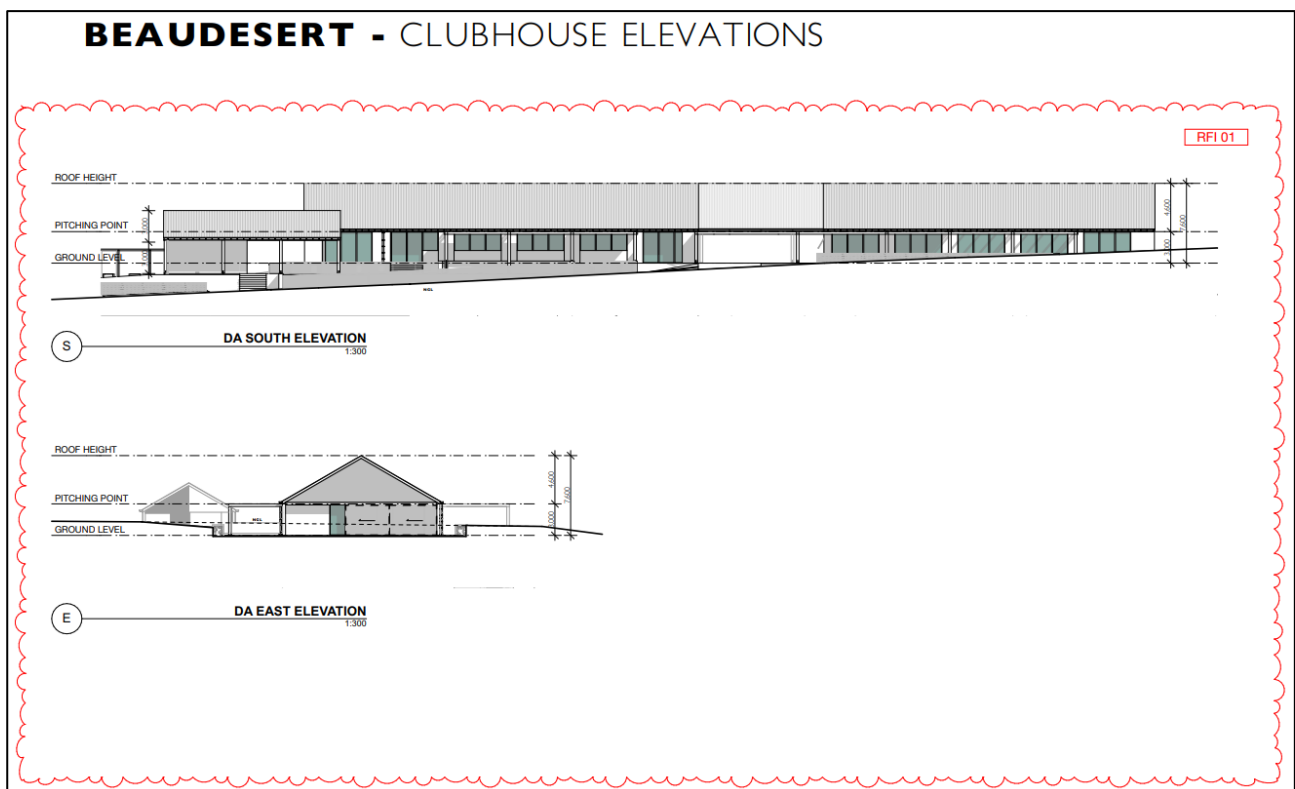 BEAUDESERT - CLUBHOUSE ELEVATIONS
RFI 01
ROOF HEIGHT
PITCHING POINT
GROUND LEVEL
4,600
7,600
3,000
NGL
S
DA SOUTH ELEVATION
1:300
ROOF HEIGHT
PITCHING POINT
GROUND LEVEL
4,600
7,600
3,000
NGL
E
DA EAST ELEVATION
1:300